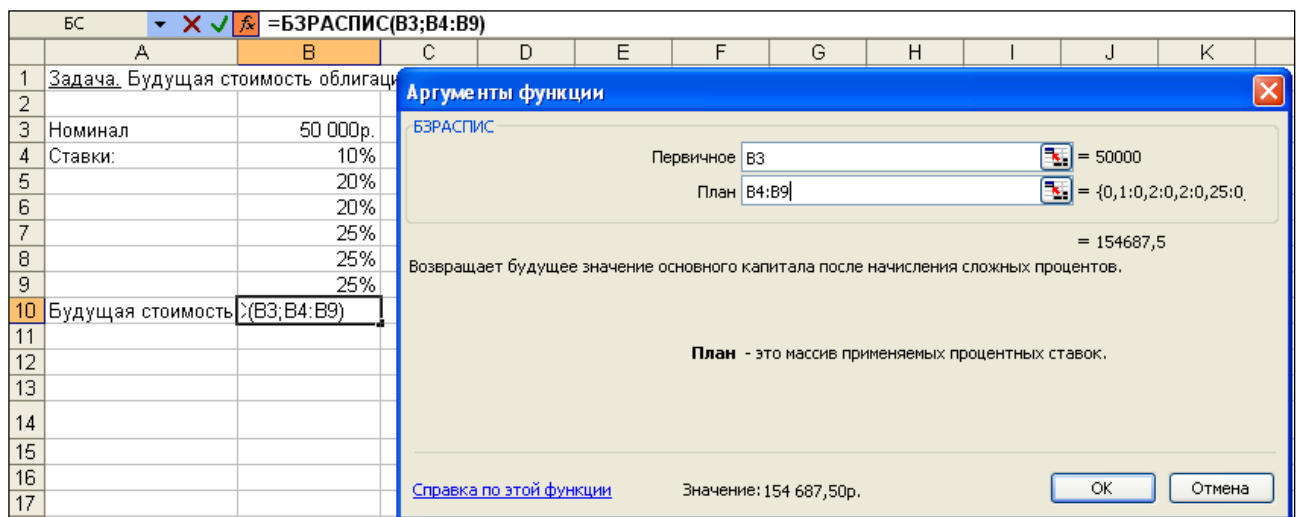 БС =БЗРАСПИС(B3;B4:B9)
A B C D E F G H I J K
1 Задача. Будущая стоимость облигаци
Аргументы функции
2
БЗРАСПИС
3 Номинал 50 000р.
Первичное B3 = 50000
4 Ставки: 10%
5 20%
План B4:B9 = {0,1:0,2:0,2:0,25:0,
6 20%
7 25%
= 154687,5
8 25%
Возвращает будущее значение основного капитала после начисления сложных процентов.
9 25%
10 Будущая стоимость (B3;B4:B9)
11
12
План - это массив применяемых процентных ставок.
13
14
15
16
Справка по этой функции Значение: 154 687,50р. ОК Отмена
17